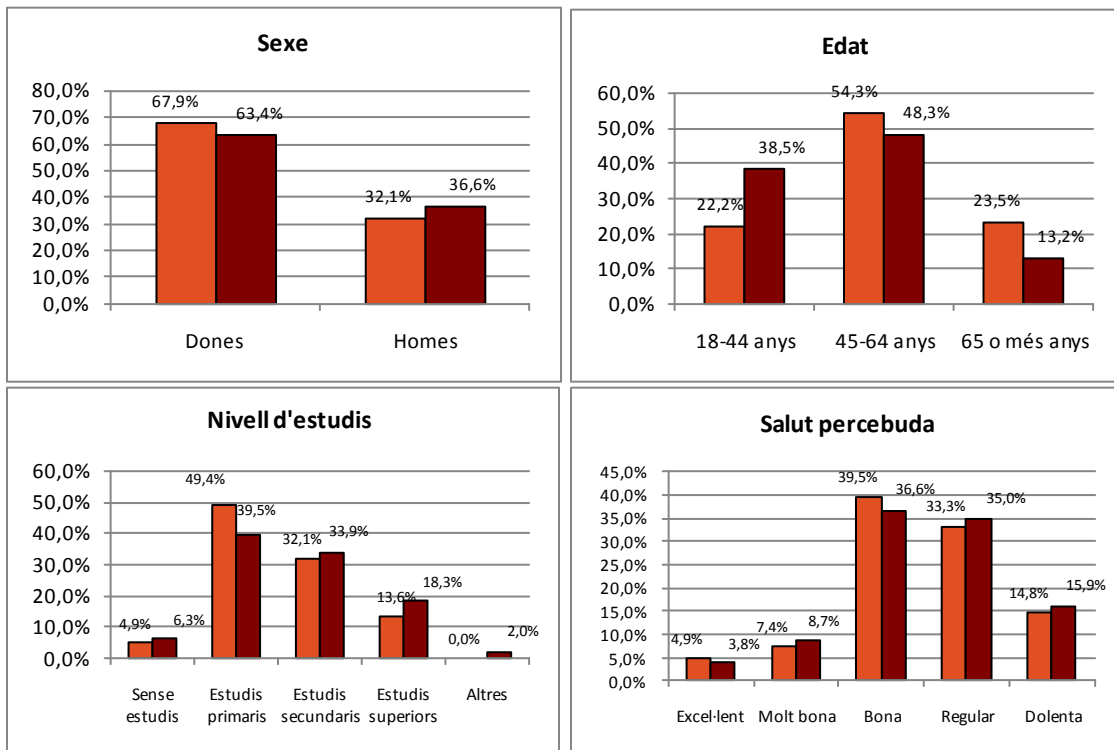 Sexe
80,0%
70,0%
60,0%
50,0%
40,0%
30,0%
20,0%
10,0%
0,0%
67,9%
63,4%
32,1%
36,6%
Dones
Homes
Edat
60,0%
50,0%
40,0%
30,0%
20,0%
10,0%
0,0%
22,2%
38,5%
54,3%
48,3%
23,5%
13,2%
18-44 anys
45-64 anys
65 o més anys
Nivell d'estudis
60,0%
50,0%
40,0%
30,0%
20,0%
10,0%
0,0%
4,9%
6,3%
49,4%
39,5%
32,1%
33,9%
13,6%
18,3%
0,0%
2,0%
Sense
estudis
Estudis
primaris
Estudis
secundaris
Estudis
superiors
Altres
Salut percebuda
45,0%
40,0%
35,0%
30,0%
25,0%
20,0%
15,0%
10,0%
5,0%
0,0%
4,9%
3,8%
7,4%
8,7%
39,5%
36,6%
33,3%
35,0%
14,8%
15,9%
Excel·lent
Molt bona
Bona
Regular
Dolenta